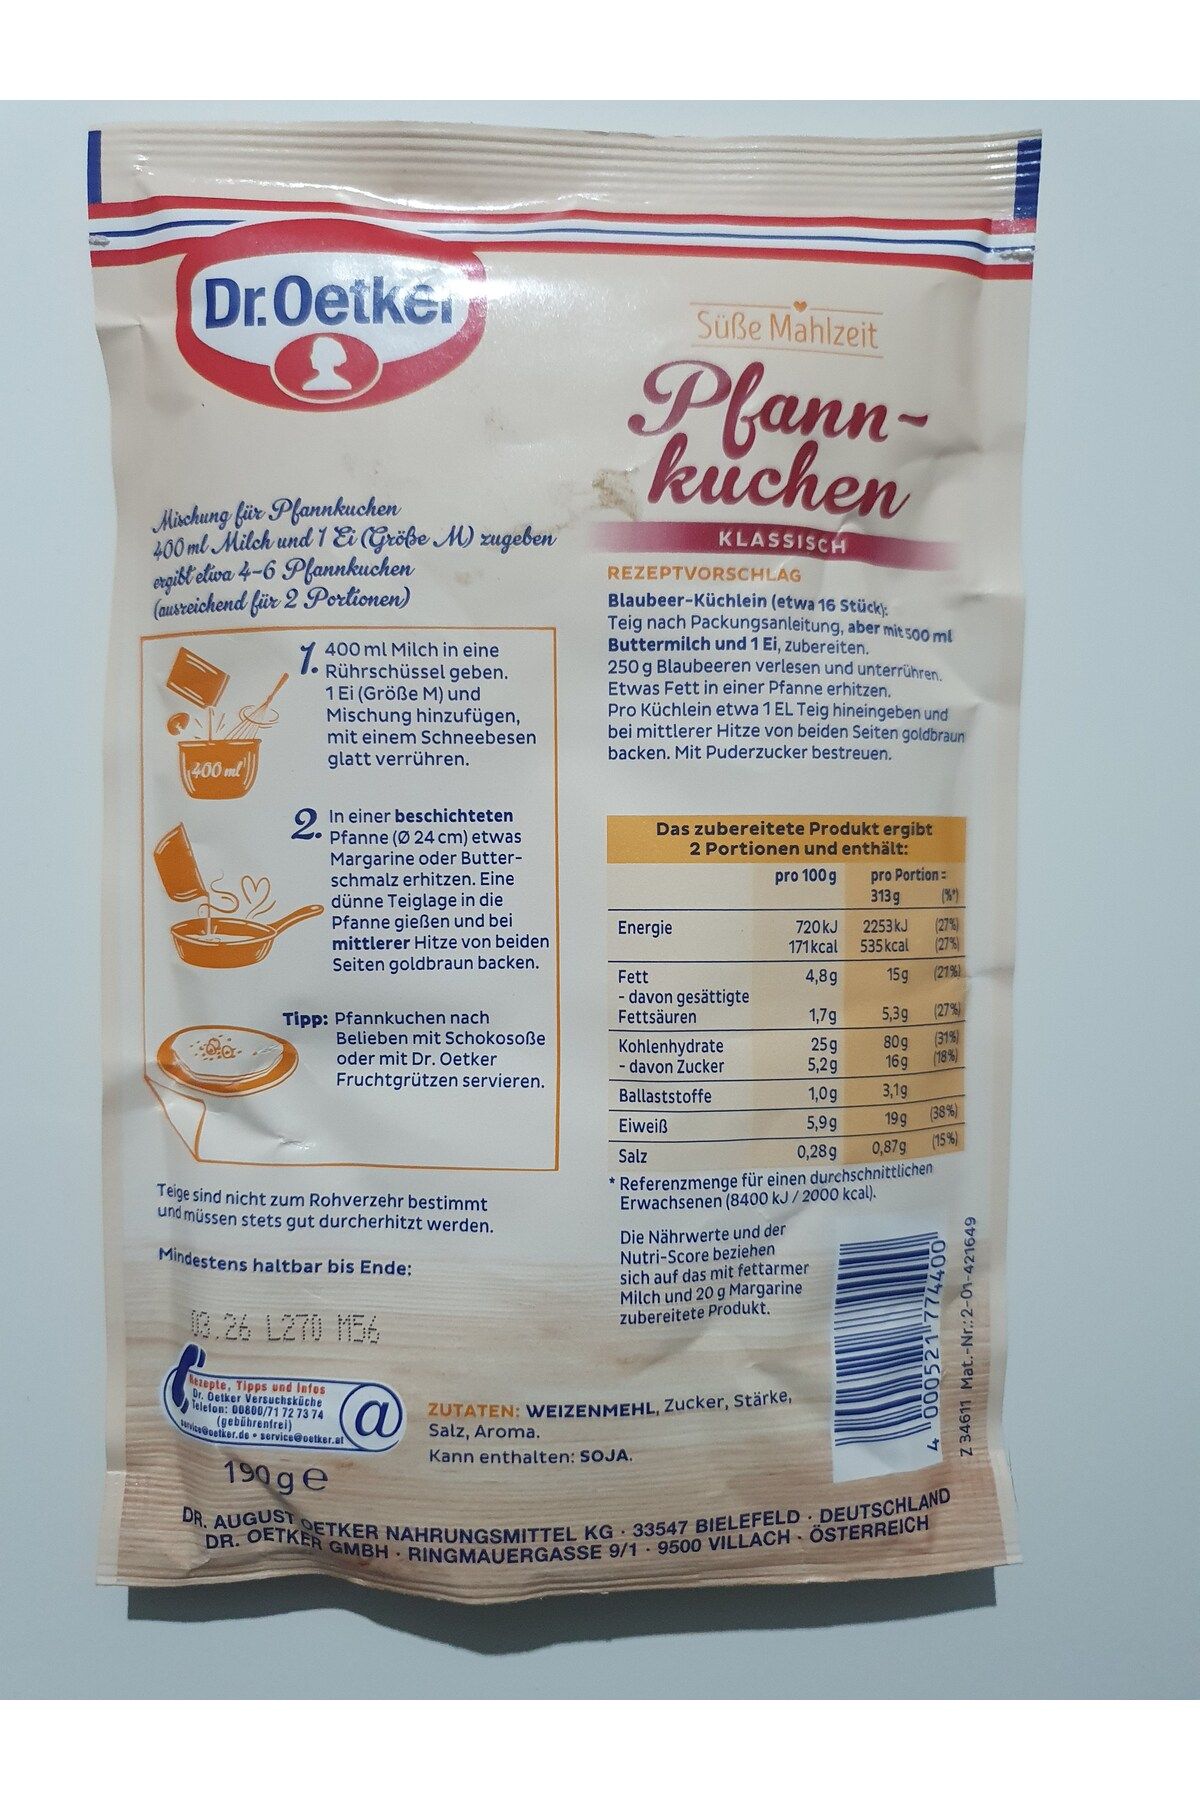 Dr.Oetker
Süße Mahlzeit
Pfann-
kuchen
KLASSISCH
Mischung für Pfannkuchen
400 ml Milch und 1 Ei (Größe M) zugeben
ergibt etwa 4-6 Pfannkuchen
(ausreichend für 2 Portionen)
1. 400 ml Milch in eine
Rührschüssel geben.
1 Ei (Größe M) und
Mischung hinzufügen,
mit einem Schneebesen
glatt verrühren.
400 ml
2. In einer beschichteten
Pfanne (Ø 24 cm) etwas
Margarine oder Butter-
schmalz erhitzen. Eine
dünne Teiglage in die
Pfanne gießen und bei
mittlerer Hitze von beiden
Seiten goldbraun backen.
Tipp: Pfannkuchen nach
Belieben mit Schokosoße
oder mit Dr. Oetker
Fruchtgrützen servieren.
Teige sind nicht zum Rohverzehr bestimmt
und müssen stets gut durcherhitzt werden.
Mindestens haltbar bis Ende:
03.26 L270 M56
Rezepte, Tipps und Infos
Dr. Oetker Versuchsküche
Telefon: 00800/71 72 73 74
(gebührenfrei)
service@oetker.de • service@oetker.at
@
190 g e
REZEPTVORSCHLAG
Blaubeer-Küchlein (etwa 16 Stück):
Teig nach Packungsanleitung, aber mit 500 ml
Buttermilch und 1 Ei, zubereiten.
250 g Blaubeeren verlesen und unterrühren.
Etwas Fett in einer Pfanne erhitzen.
Pro Küchlein etwa 1 EL Teig hineingeben und
bei mittlerer Hitze von beiden Seiten goldbraun
backen. Mit Puderzucker bestreuen.
Das zubereitete Produkt ergibt
2 Portionen und enthält:
pro 100 g pro Portion =
313 g (%*)
Energie 720 kJ 2253 kJ (27%)
171 kcal 535 kcal (27%)
Fett 4,8 g 15 g (21%)
- davon gesättigte
Fettsäuren 1,7 g 5,3 g (27%)
Kohlenhydrate 25 g 80 g (31%)
- davon Zucker 5,2 g 16 g (18%)
Ballaststoffe 1,0 g 3,1 g
Eiweiß 5,9 g 19 g (38%)
Salz 0,28 g 0,87 g (15%)
* Referenzmenge für einen durchschnittlichen
Erwachsenen (8400 kJ / 2000 kcal).
Die Nährwerte und der
Nutri-Score beziehen
sich auf das mit fettarmer
Milch und 20 g Margarine
zubereitete Produkt.
4 000521 774400
Z 34611 Mat.-Nr.: 2-01-421649
ZUTATEN: WEIZENMEHL, Zucker, Stärke,
Salz, Aroma.
Kann enthalten: SOJA.
DR. AUGUST OETKER NAHRUNGSMITTEL KG · 33547 BIELEFELD · DEUTSCHLAND
DR. OETKER GMBH · RINGMAUERGASSE 9/1 · 9500 VILLACH · ÖSTERREICH